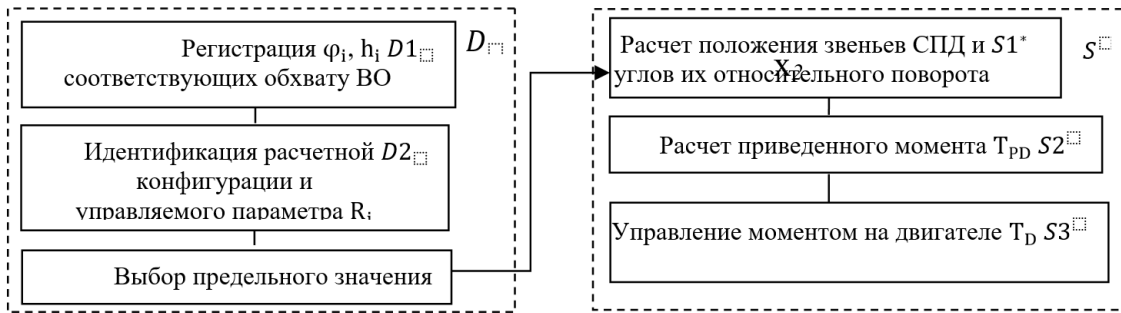 Регистрация φi, hi D1
соответствующих обхвату ВО
D
Идентификация расчетной D2
конфигурации и
управляемого параметра Ri
Выбор предельного значения
Расчет положения звеньев СПД и S1*
X2
углов их относительного поворота
S
Расчет приведенного момента TPD S2
Управление моментом на двигателе TD S3